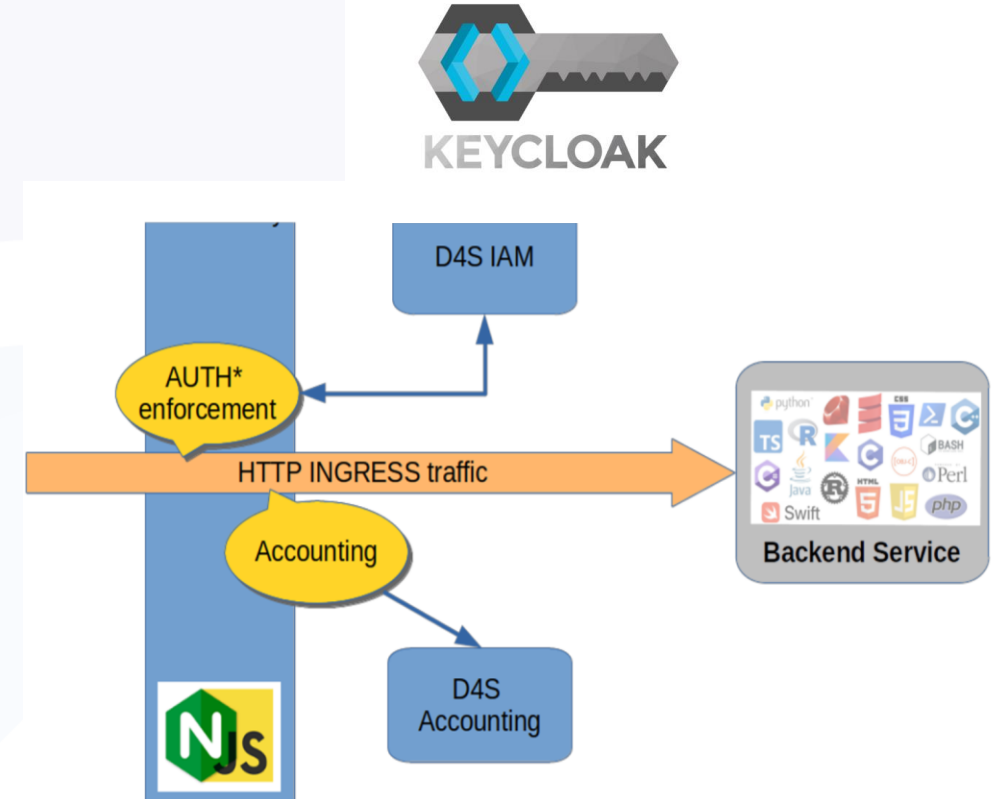 KEYCLOAK
D4S IAM
AUTH*
enforcement
HTTP INGRESS traffic
Accounting
python
CSS
TS
R
BASH
Java
HTML
Perl
Swift
JS
php
Backend Service
D4S
Accounting
N JS